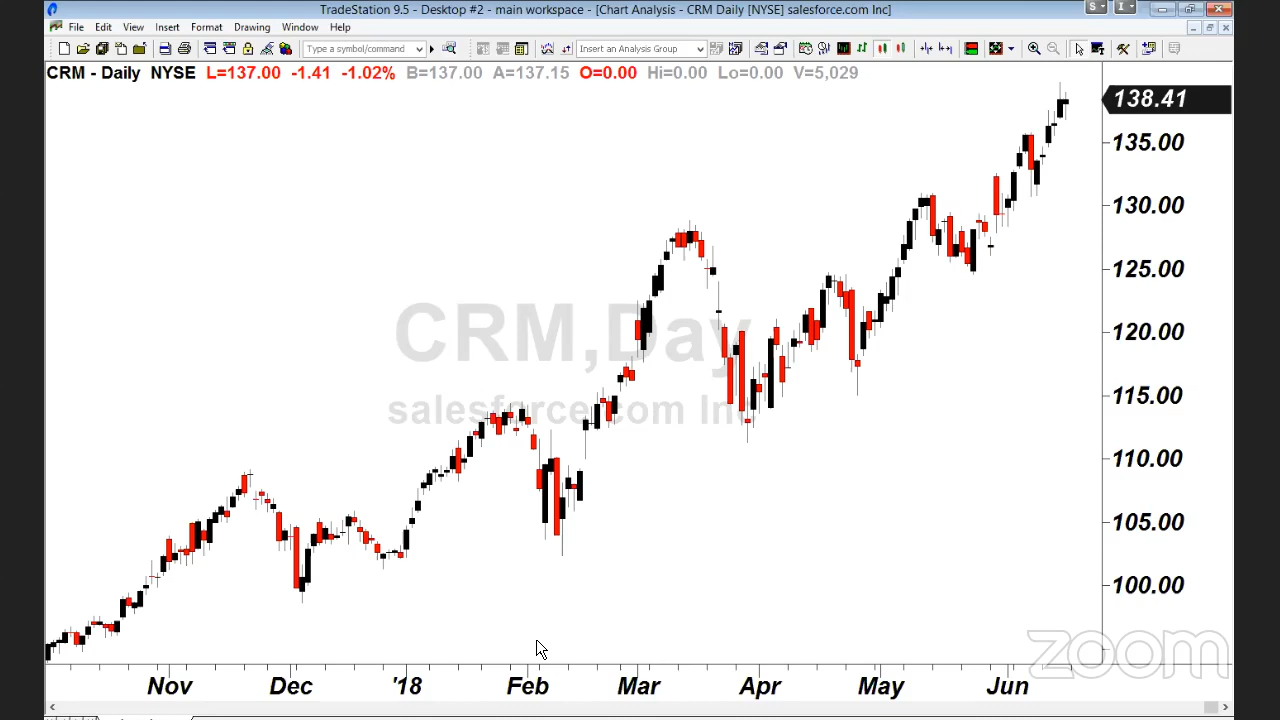 TradeStation 9.5 - Desktop #2 - main workspace - [Chart Analysis - CRM Daily [NYSE] salesforce.com Inc]
S I
File Edit View Insert Format Drawing Window Help
Type a symbol/command
Insert an Analysis Group
CRM - Daily NYSE L=137.00 -1.41 -1.02% B=137.00 A=137.15 O=0.00 Hi=0.00 Lo=0.00 V=5,029
138.41
135.00
130.00
125.00
120.00
115.00
110.00
105.00
100.00
CRM,Day
salesforce.com Inc
zoom
Nov Dec '18 Feb Mar Apr May Jun